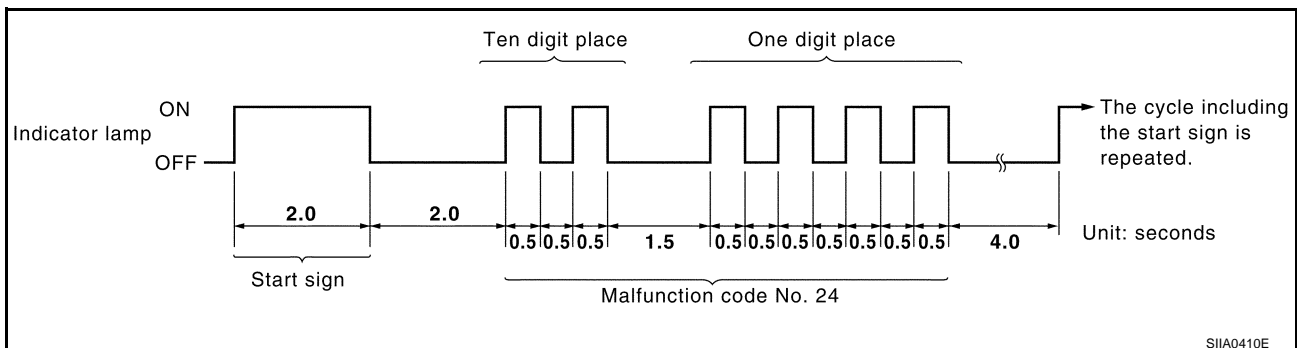 Ten digit place
One digit place
ON
Indicator lamp
OFF
The cycle including
the start sign is
repeated.
2.0
2.0
0.5 0.5 0.5
1.5
0.5 0.5 0.5 0.5 0.5 0.5 0.5
4.0
Unit: seconds
Start sign
Malfunction code No. 24
SIIA0410E